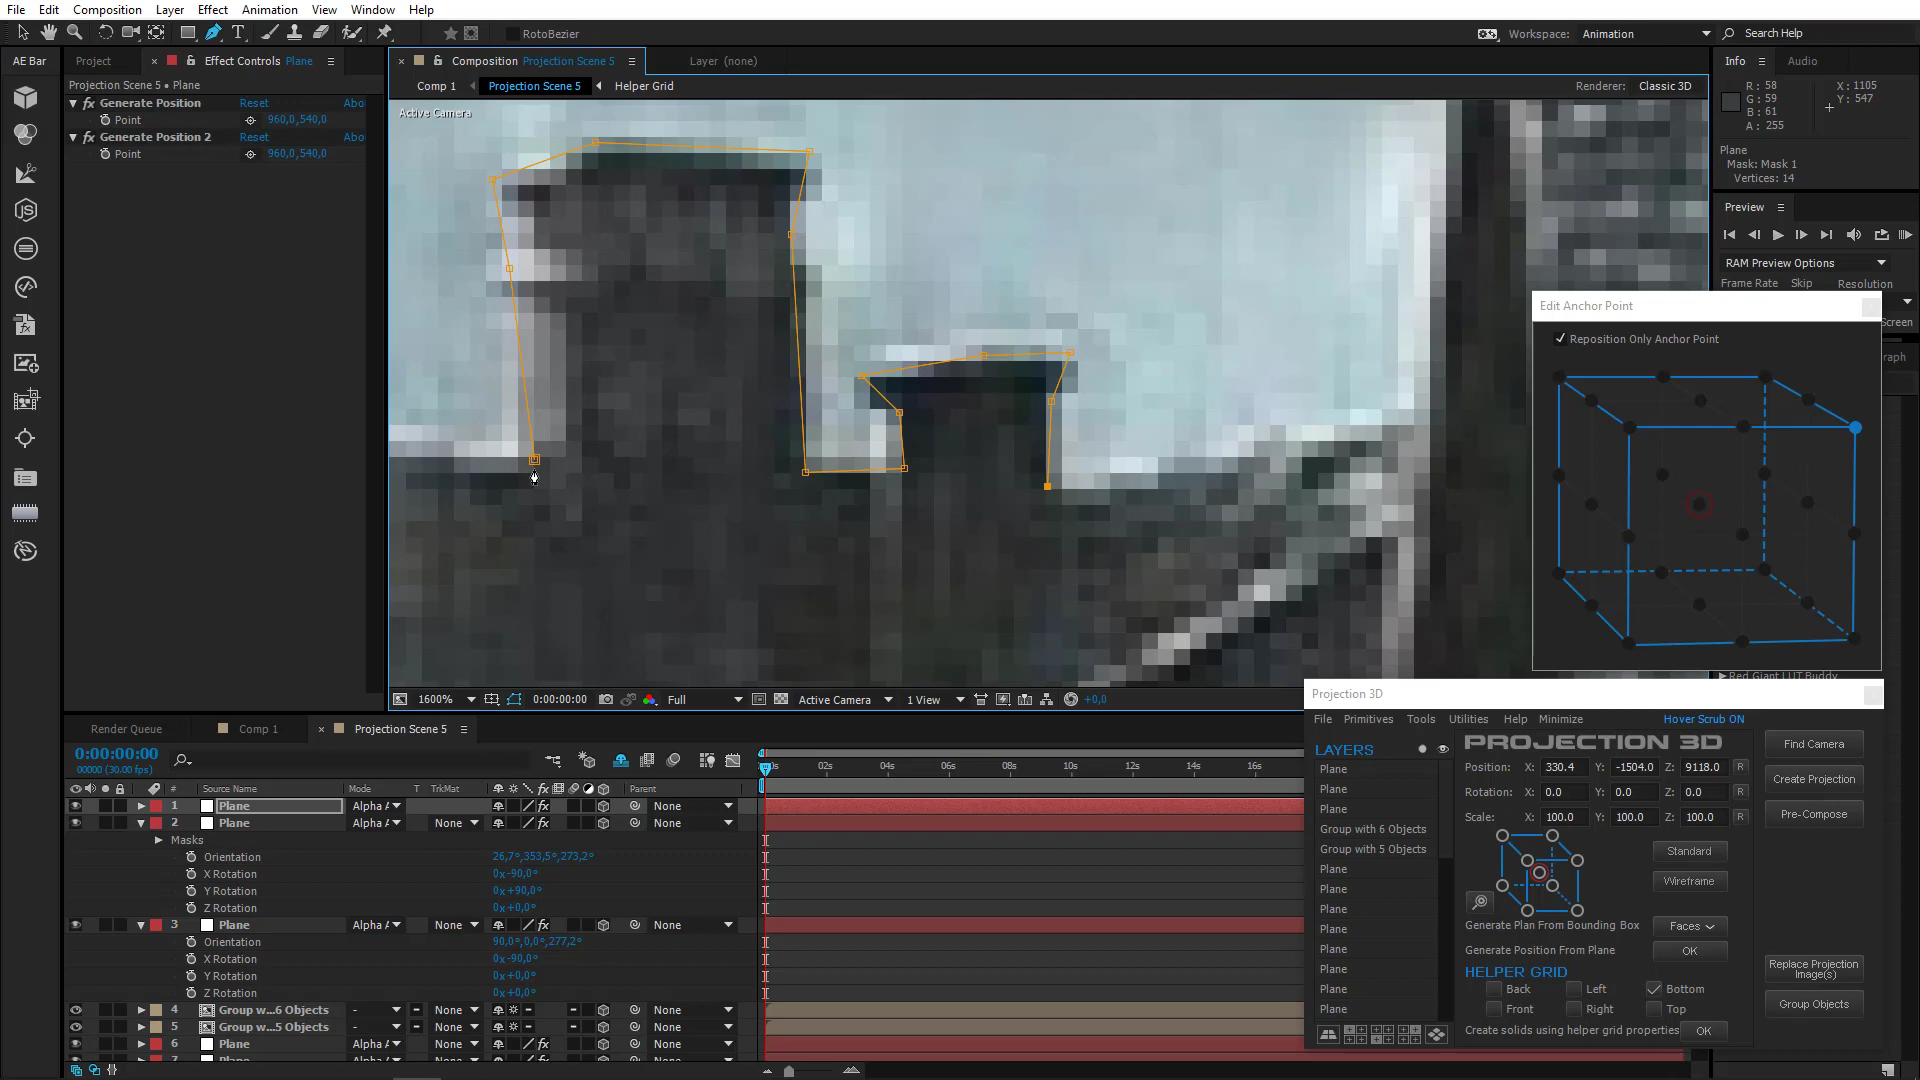 File Edit Composition Layer Effect Animation View Window Help
RotoBezier
Workspace: Animation
Search Help
AE Bar
Project
Effect Controls Plane
Composition Projection Scene 5
Layer (none)
Info
Audio
Projection Scene 5 • Plane
Comp 1
Projection Scene 5
Helper Grid
Renderer: Classic 3D
R: 58
G: 59
B: 61
A: 255
X: 1105
Y: 547
fx Generate Position Reset Abo
Point 960,0,540,0
fx Generate Position 2 Reset Abo
Point 960,0,540,0
Active Camera
Plane
Mask: Mask 1
Vertices: 14
Preview
RAM Preview Options
Frame Rate Skip Resolution
Screen
raph
Edit Anchor Point
Reposition Only Anchor Point
Red Giant LUT Buddy
1600%
0:00:00:00
Full
Active Camera
1 View
+0,0
Render Queue
Comp 1
Projection Scene 5
0:00:00:00
00000 (30.00 fps)
02s 04s 06s 08s 10s 12s 14s 16s
# Source Name Mode T TrkMat Parent
1 Plane Alpha A None
2 Plane Alpha A None None
Masks
Orientation 26,7°,353,5°,273,2°
X Rotation 0x-90,0°
Y Rotation 0x+90,0°
Z Rotation 0x+0,0°
3 Plane Alpha A None None
Orientation 90,0°,0,0°,277,2°
X Rotation 0x-90,0°
Y Rotation 0x+0,0°
Z Rotation 0x+0,0°
4 Group w...6 Objects - None None
5 Group w...5 Objects - None None
6 Plane Alpha A None None
Projection 3D
File Primitives Tools Utilities Help Minimize Hover Scrub ON
LAYERS
Plane
Plane
Plane
Group with 6 Objects
Group with 5 Objects
Plane
Plane
Plane
Plane
Plane
Plane
Plane
Plane
PROJECTION 3D
Position: X: 330.4 Y: -1504.0 Z: 9118.0 R
Rotation: X: 0.0 Y: 0.0 Z: 0.0 R
Scale: X: 100.0 Y: 100.0 Z: 100.0 R
Standard
Wireframe
Generate Plan From Bounding Box Faces
Generate Position From Plane OK
HELPER GRID
Back Left Bottom
Front Right Top
Create solids using helper grid properties OK
Find Camera
Create Projection
Pre-Compose
Replace Projection
Image(s)
Group Objects